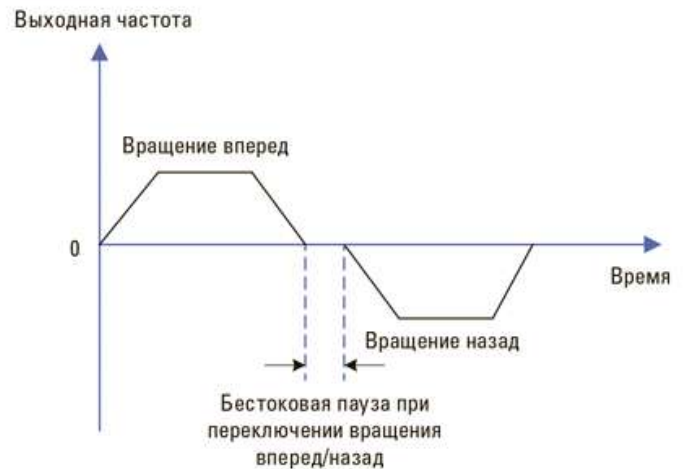 Выходная частота
Вращение вперед
0
Время
Вращение назад
Бестоковая пауза при
переключении вращения
вперед/назад